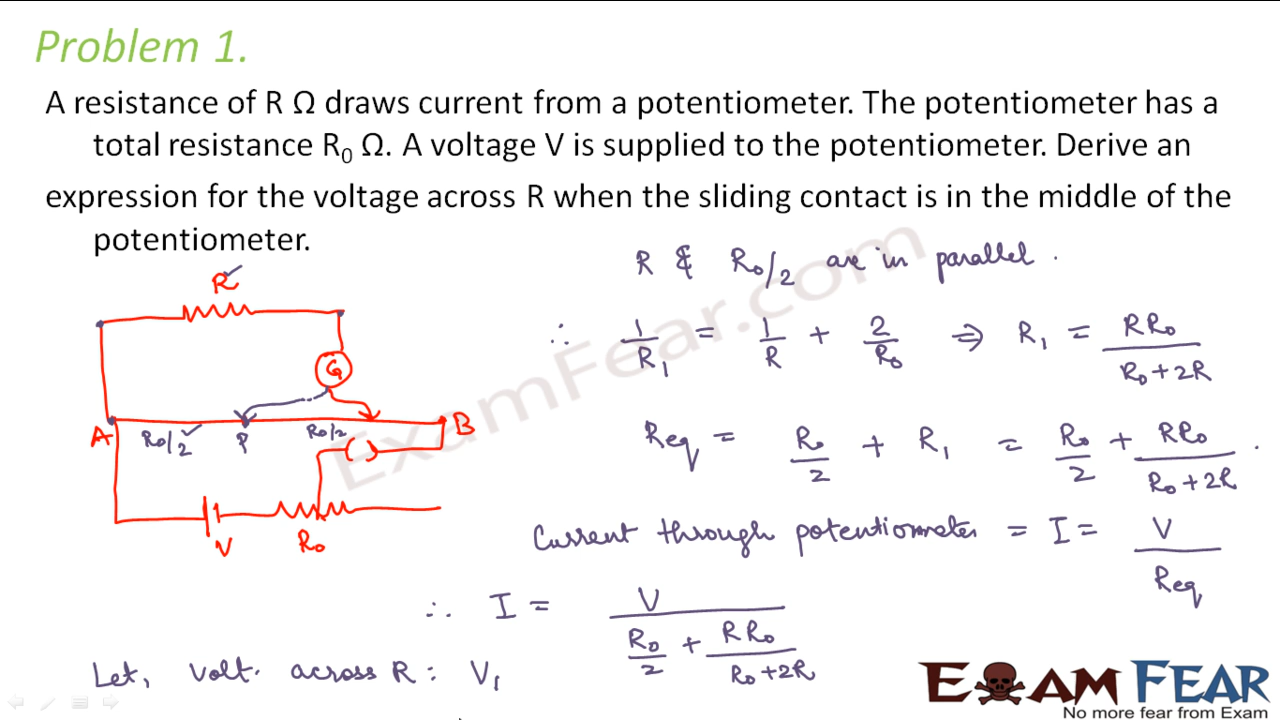 Problem 1.
A resistance of R Ω draws current from a potentiometer. The potentiometer has a
total resistance R₀ Ω. A voltage V is supplied to the potentiometer. Derive an
expression for the voltage across R when the sliding contact is in the middle of the
potentiometer.
R & R₀/2 are in parallel.
∴ 1/R₁ = 1/R + 2/R₀ ⇒ R₁ = RR₀/(R₀+2R)
Req = R₀/2 + R₁ = R₀/2 + RR₀/(R₀+2R).
Current through potentiometer = I = V/Req
∴ I = V/(R₀/2 + RR₀/(R₀+2R))
Let, volt. across R : V₁
R
G
A R₀/2 P R₀/2 B
V R₀
ExamFear.com
EXAM FEAR
No more fear from Exam